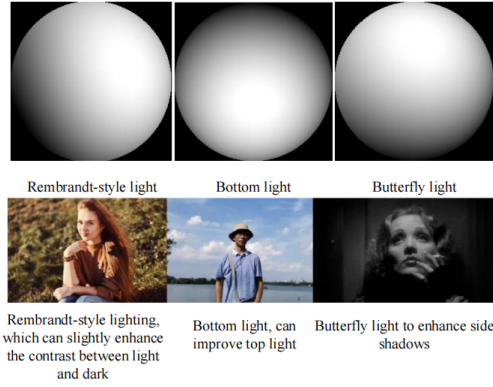 Rembrandt-style light
Bottom light
Butterfly light
Rembrandt-style lighting,
which can slightly enhance
the contrast between light
and dark
Bottom light, can
improve top light
Butterfly light to enhance side
shadows